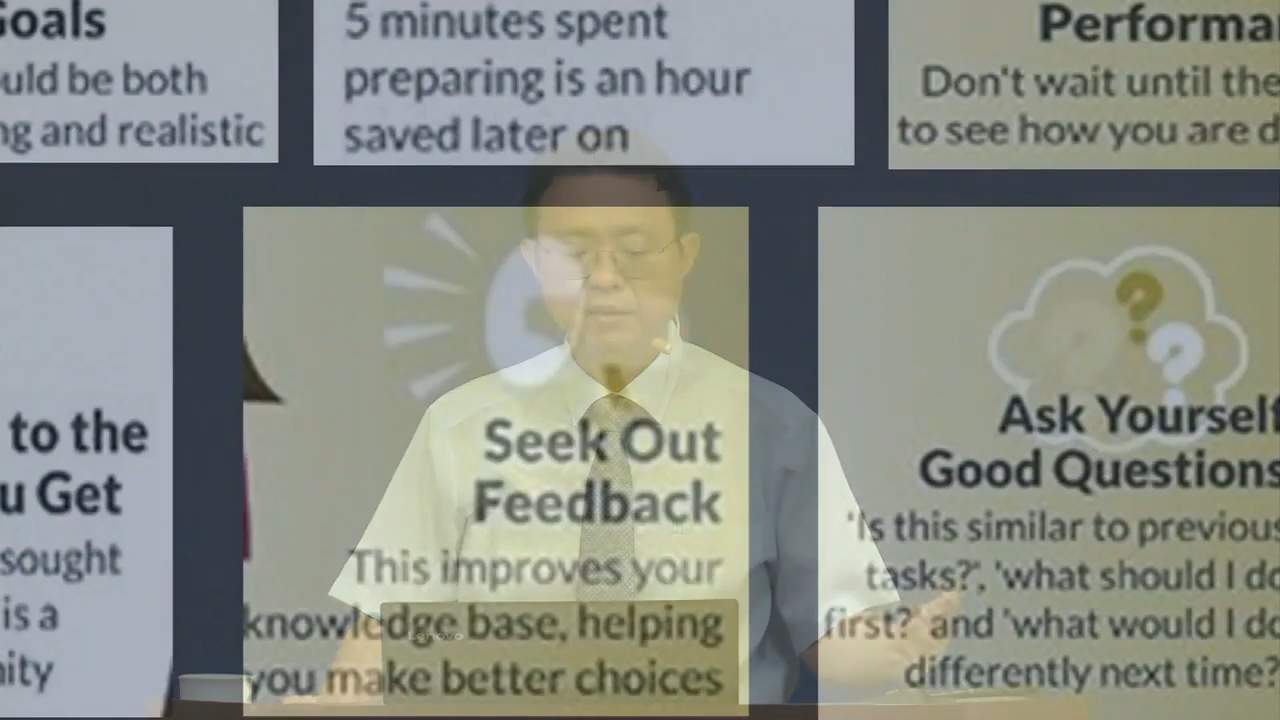 Goals
uld be both
ng and realistic
5 minutes spent
preparing is an hour
saved later on
Performa
Don't wait until the
to see how you are d
to the
u Get
sought
is a
nity
Seek Out
Feedback
This improves your
knowledge base, helping
you make better choices
Lenovo
Ask Yourself
Good Questions
'Is this similar to previous
tasks?', 'what should I do
first?' and 'what would I do
differently next time?